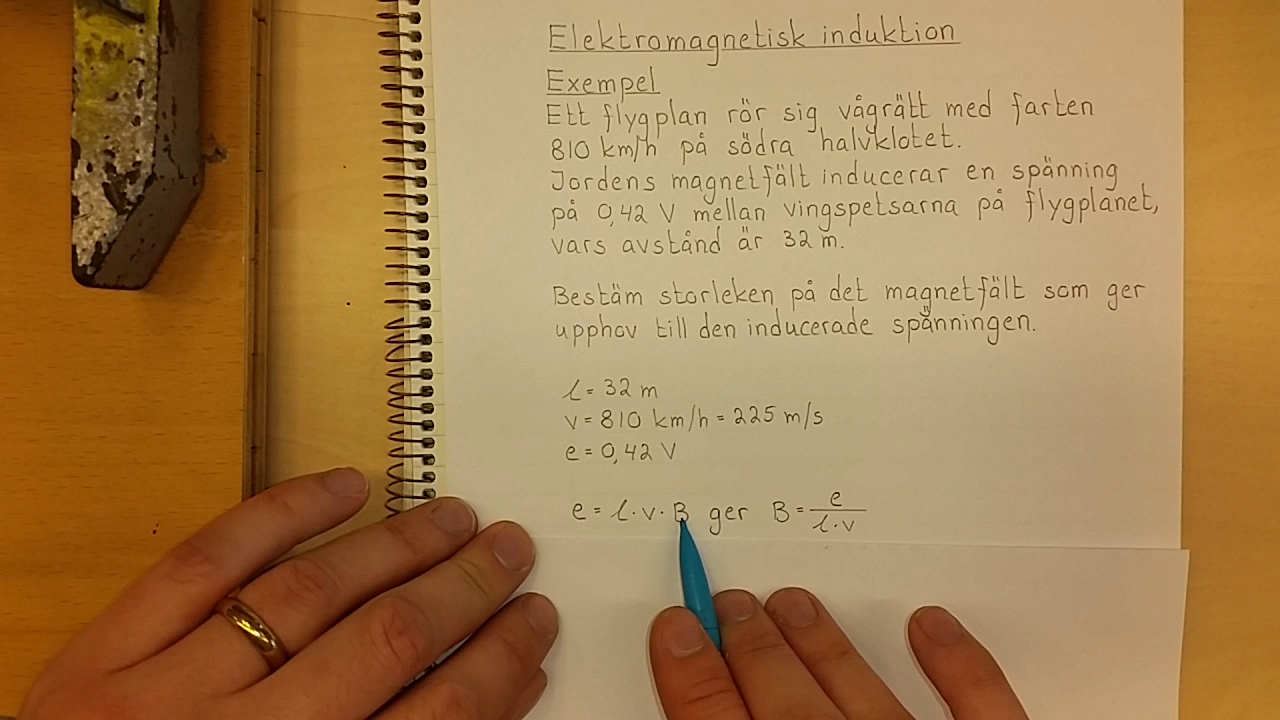 Elektromagnetisk induktion
Exempel
Ett flygplan rör sig vågrätt med farten
810 km/h på södra halvklotet.
Jordens magnetfält inducerar en spänning
på 0,42 V mellan vingspetsarna på flygplanet,
vars avstånd är 32 m.
Bestäm storleken på det magnetfält som ger
upphov till den inducerade spänningen.
l = 32 m
v = 810 km/h = 225 m/s
e = 0,42 V
e = l · v · B ger B = e / (l · v)